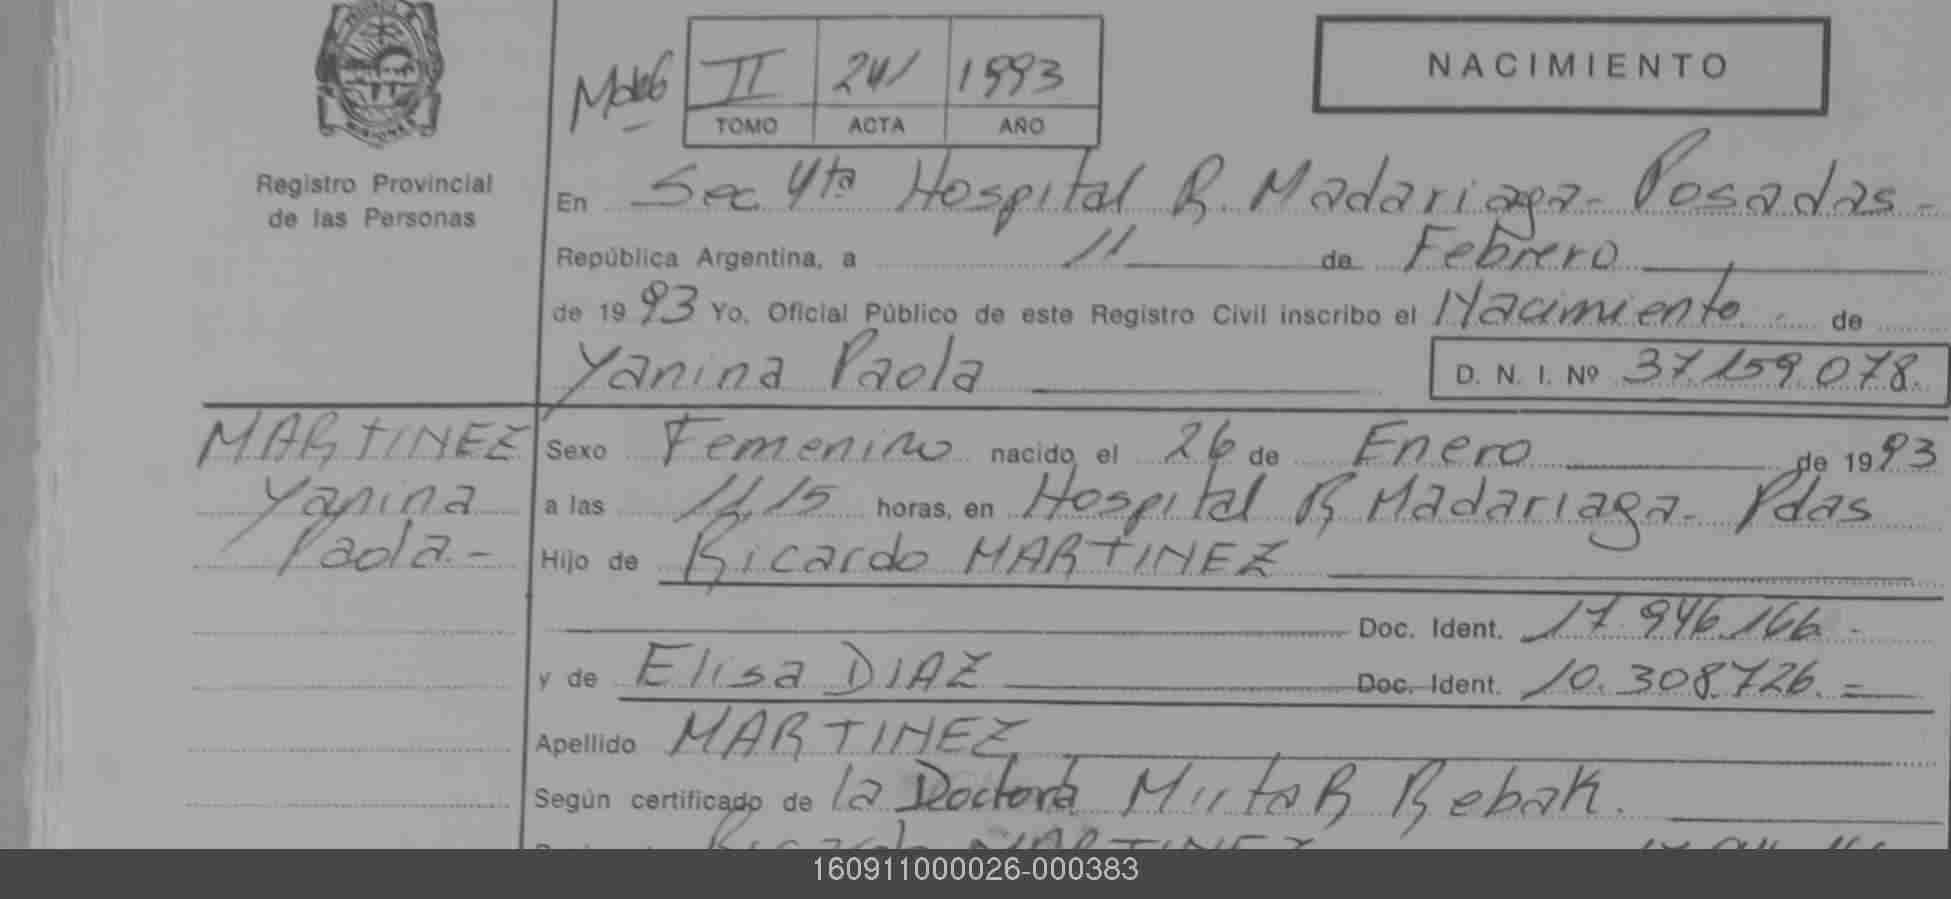 MISIONES
Registro Provincial
de las Personas
II 241 1993
TOMO ACTA AÑO
NACIMIENTO
En Sec. 4ta Hospital R. Madariaga - Posadas -
República Argentina, a 11 de Febrero
de 1993 Yo, Oficial Público de este Registro Civil inscribo el Nacimiento de
Yanina Paola D. N. I. Nº 37.159.078.
MARTINEZ
Yanina
Paola.-
Sexo Femenino nacido el 26 de Enero de 1993
a las 11,15 horas, en Hospital R Madariaga - Pdas
Hijo de Ricardo MARTINEZ
Doc. Ident. 17.946.166 -
y de Elisa DIAZ Doc. Ident. 10.308.726. =
Apellido MARTINEZ
Según certificado de la Doctora Mirta R Rebak.
Ricardo MARTINEZ
160911000026-000383